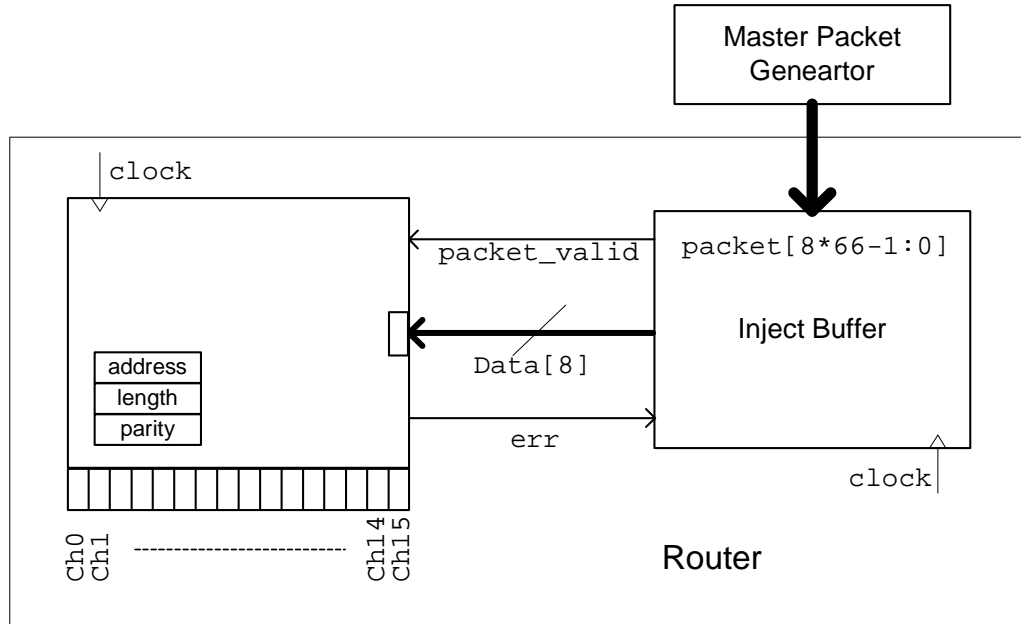 Master Packet
Geneartor
clock
packet_valid
packet[8*66-1:0]
Inject Buffer
Data[8]
address
length
parity
err
clock
Ch0
Ch1
Ch14
Ch15
Router